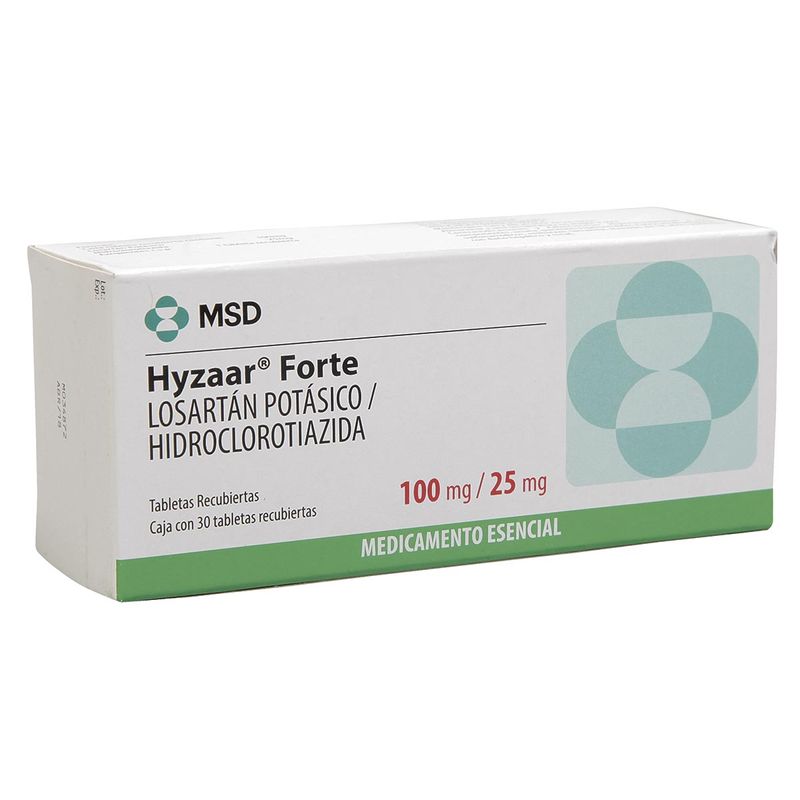 MSD
Hyzaar® Forte
LOSARTÁN POTÁSICO /
HIDROCLOROTIAZIDA
Tabletas Recubiertas
Caja con 30 tabletas recubiertas
100 mg / 25 mg
MEDICAMENTO ESENCIAL
Lot.:
Exp.: